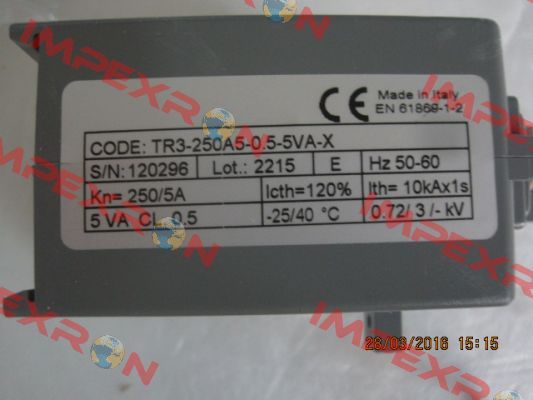 IMPEXRON
CE Made in Italy
EN 61869-1-2
CODE: TR3-250A5-0.5-5VA-X
S/N: 120296 Lot.: 2215 E Hz 50-60
Kn= 250/5A Icth=120% Ith= 10kAx1s
5 VA CL. 0.5 -25/40 °C 0.72/ 3 /- kV
IMPEXRON
IMPEXRON
28/06/2016 15:15
IMPEXRON